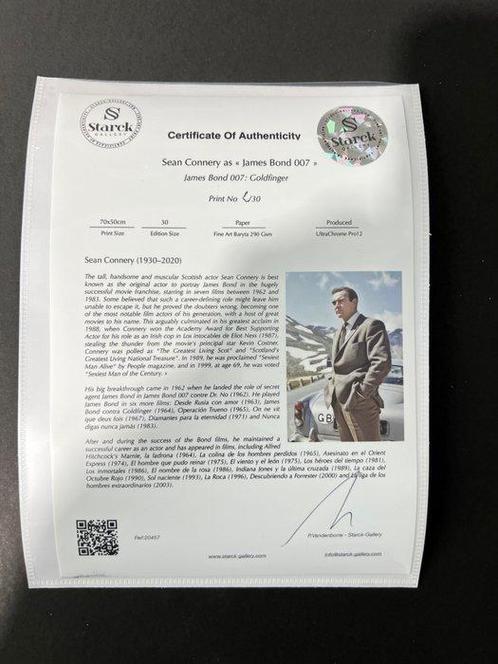 Starck
GALLERY
Starck
GALLERY
Certificate Of Authenticity
Sean Connery as « James Bond 007 »
James Bond 007: Goldfinger
Print No /30
70x50cm 30 Paper Produced
Print Size Edition Size Fine Art Baryta 290 Gsm UltraChrome Pro12
Sean Connery (1930–2020)
The tall, handsome and muscular Scottish actor Sean Connery is best
known as the original actor to portray James Bond in the hugely
successful movie franchise, starring in seven films between 1962 and
1983. Some believed that such a career-defining role might leave him
unable to escape it, but he proved the doubters wrong, becoming one
of the most notable film actors of his generation, with a host of great
movies to his name. This arguably culminated in his greatest acclaim in
1988, when Connery won the Academy Award for Best Supporting
Actor for his role as an Irish cop in Los intocables de Eliot Ness (1987),
stealing the thunder from the movie's principal star Kevin Costner.
Connery was polled as "The Greatest Living Scot" and "Scotland's
Greatest Living National Treasure". In 1989, he was proclaimed "Sexiest
Man Alive" by People magazine, and in 1999, at age 69, he was voted
"Sexiest Man of the Century. »
His big breakthrough came in 1962 when he landed the role of secret
agent James Bond in James Bond 007 contre Dr. No (1962). He played
James Bond in six more films: Desde Rusia con amor (1963), James
Bond contra Goldfinger (1964), Operación Trueno (1965), On ne vit
que deux fois (1967), Diamantes para la eternidad (1971) and Nunca
digas nunca jamás (1983).
After and during the success of the Bond films, he maintained a
successful career as an actor and has appeared in films, including Alfred
Hitchcock's Marnie, la ladrona (1964), La colina de los hombres perdidos (1965), Asesinato en el Orient
Express (1974), El hombre que pudo reinar (1975), El viento y el león (1975), Los héroes del tiempo (1981),
Los inmortales (1986), El nombre de la rosa (1986), Indiana Jones y la última cruzada (1989), La caza del
Octubre Rojo (1990), Sol naciente (1993), La Roca (1996), Descubriendo a Forrester (2000) and La liga de los
hombres extraordinarios (2003).
GB
Ref:20457
P.Vandenbone - Starck-Gallery
www.starck-gallery.com
info@starck-gallery.com